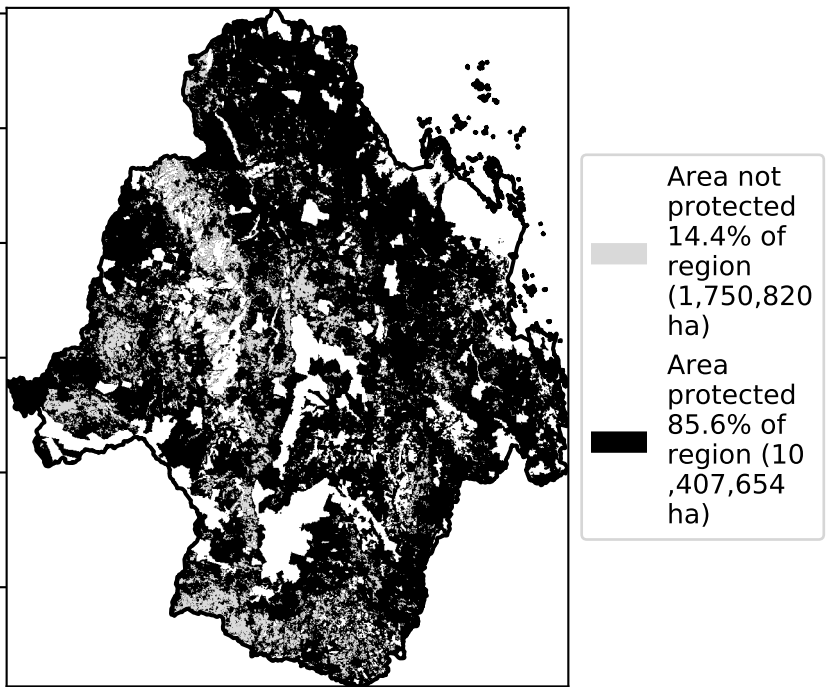 Area not
protected
14.4% of
region
(1,750,820
ha)
Area
protected
85.6% of
region (10
,407,654
ha)